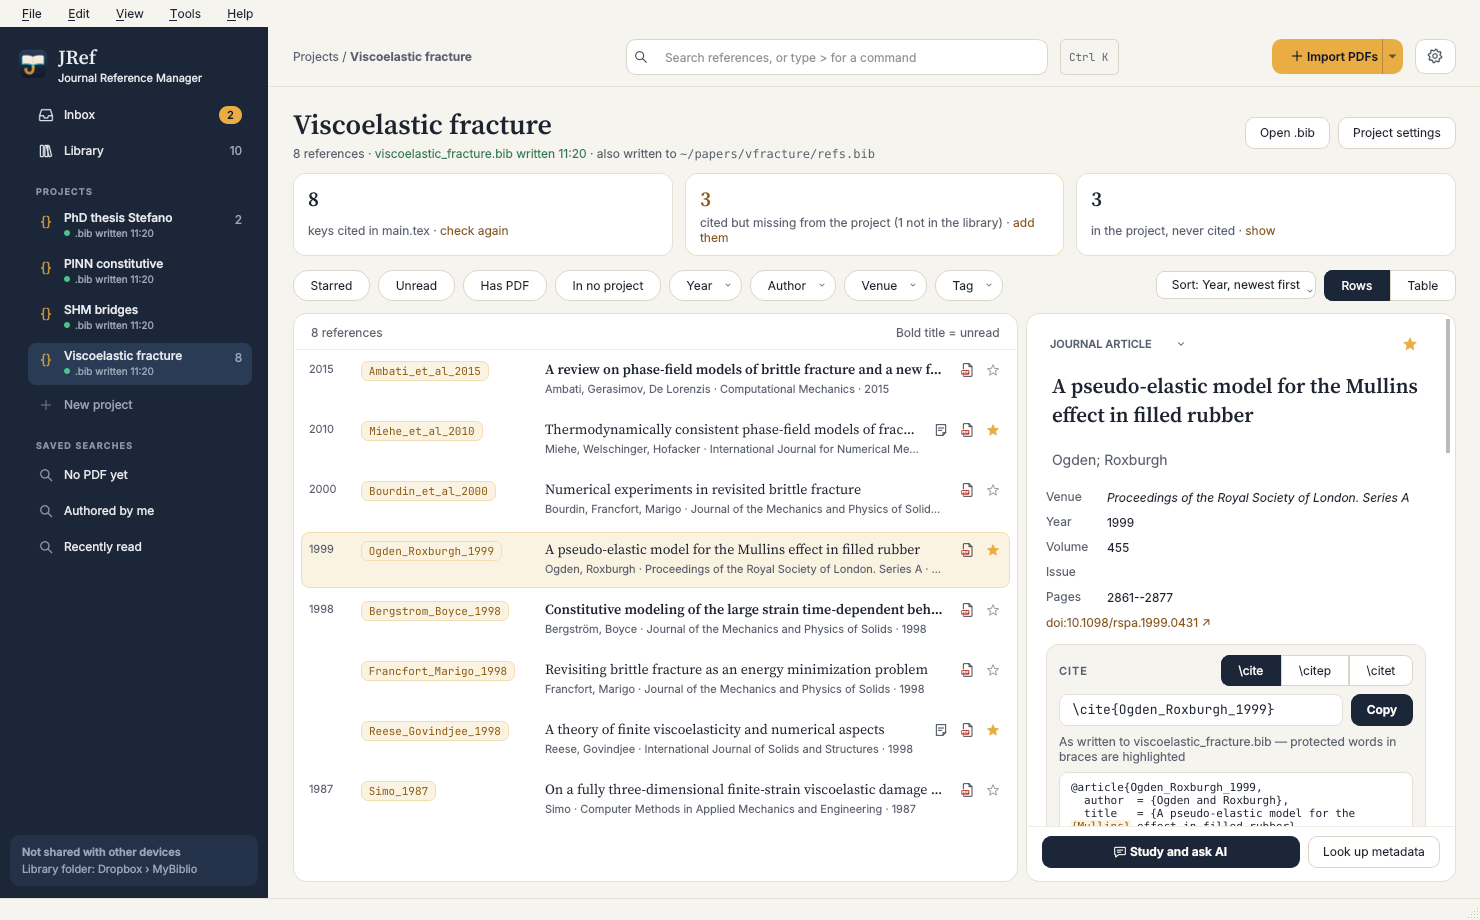 File Edit View Tools Help
JRef
Journal Reference Manager
Inbox 2
Library 10
PROJECTS
{} PhD thesis Stefano 2
.bib written 11:20
{} PINN constitutive
.bib written 11:20
{} SHM bridges
.bib written 11:20
{} Viscoelastic fracture 8
.bib written 11:20
New project
SAVED SEARCHES
No PDF yet
Authored by me
Recently read
Not shared with other devices
Library folder: Dropbox › MyBiblio
Projects / Viscoelastic fracture
Search references, or type > for a command
Ctrl K
+ Import PDFs
Viscoelastic fracture
8 references · viscoelastic_fracture.bib written 11:20 · also written to ~/papers/vfracture/refs.bib
Open .bib
Project settings
8
keys cited in main.tex · check again
3
cited but missing from the project (1 not in the library) · add
them
3
in the project, never cited · show
Starred Unread Has PDF In no project Year Author Venue Tag
Sort: Year, newest first
Rows Table
8 references Bold title = unread
2015 Ambati_et_al_2015 A review on phase-field models of brittle fracture and a new f...
Ambati, Gerasimov, De Lorenzis · Computational Mechanics · 2015
2010 Miehe_et_al_2010 Thermodynamically consistent phase-field models of frac...
Miehe, Welschinger, Hofacker · International Journal for Numerical Me...
2000 Bourdin_et_al_2000 Numerical experiments in revisited brittle fracture
Bourdin, Francfort, Marigo · Journal of the Mechanics and Physics of Solid...
1999 Ogden_Roxburgh_1999 A pseudo-elastic model for the Mullins effect in filled rubber
Ogden, Roxburgh · Proceedings of the Royal Society of London. Series A · ...
1998 Bergstrom_Boyce_1998 Constitutive modeling of the large strain time-dependent beh...
Bergström, Boyce · Journal of the Mechanics and Physics of Solids · 1998
Francfort_Marigo_1998 Revisiting brittle fracture as an energy minimization problem
Francfort, Marigo · Journal of the Mechanics and Physics of Solids · 1998
Reese_Govindjee_1998 A theory of finite viscoelasticity and numerical aspects
Reese, Govindjee · International Journal of Solids and Structures · 1998
1987 Simo_1987 On a fully three-dimensional finite-strain viscoelastic damage ...
Simo · Computer Methods in Applied Mechanics and Engineering · 1987
JOURNAL ARTICLE
A pseudo-elastic model for the Mullins
effect in filled rubber
Ogden; Roxburgh
Venue Proceedings of the Royal Society of London. Series A
Year 1999
Volume 455
Issue
Pages 2861--2877
doi:10.1098/rspa.1999.0431 ↗
CITE
\cite \citep \citet
\cite{Ogden_Roxburgh_1999}
Copy
As written to viscoelastic_fracture.bib — protected words in
braces are highlighted
@article{Ogden_Roxburgh_1999,
author = {Ogden and Roxburgh},
title = {A pseudo-elastic model for the
{Mullins} effect in filled rubber}
Study and ask AI
Look up metadata